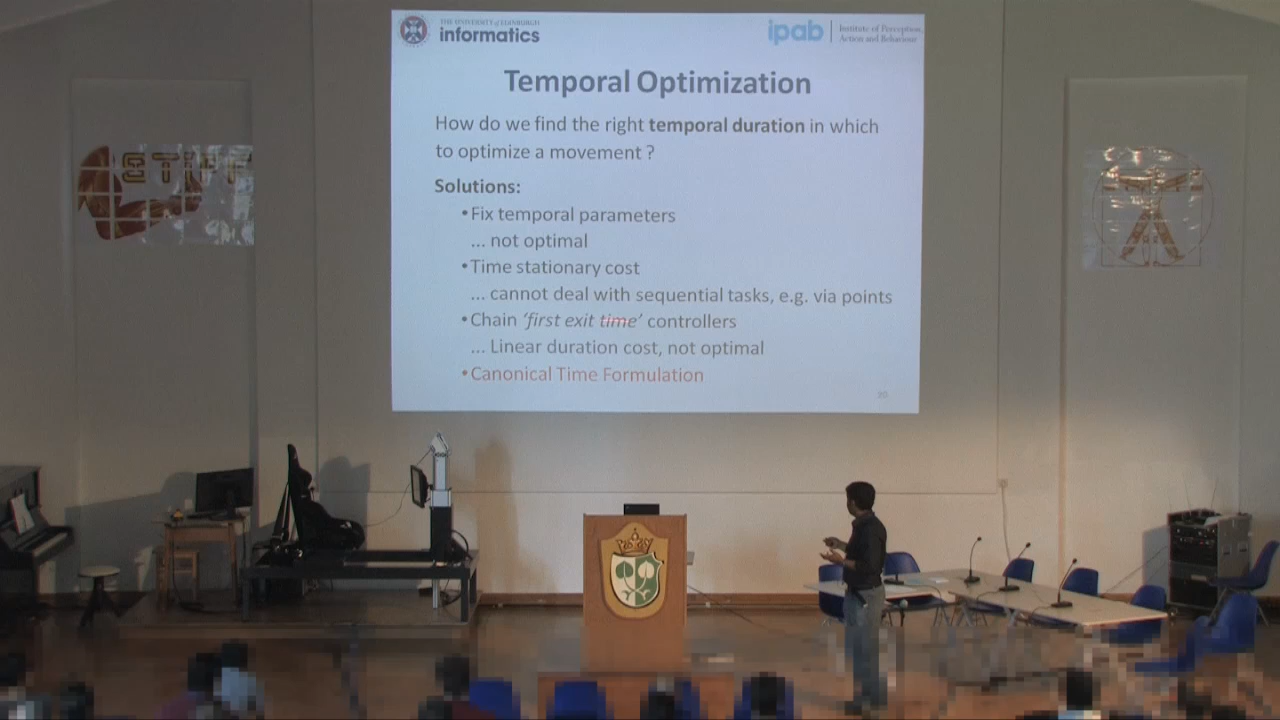 THE UNIVERSITY of EDINBURGH
informatics
ipab
Institute of Perception,
Action and Behaviour
Temporal Optimization
How do we find the right temporal duration in which
to optimize a movement ?
Solutions:
•Fix temporal parameters
... not optimal
•Time stationary cost
... cannot deal with sequential tasks, e.g. via points
•Chain ‘first exit time’ controllers
... Linear duration cost, not optimal
•Canonical Time Formulation
STIFF